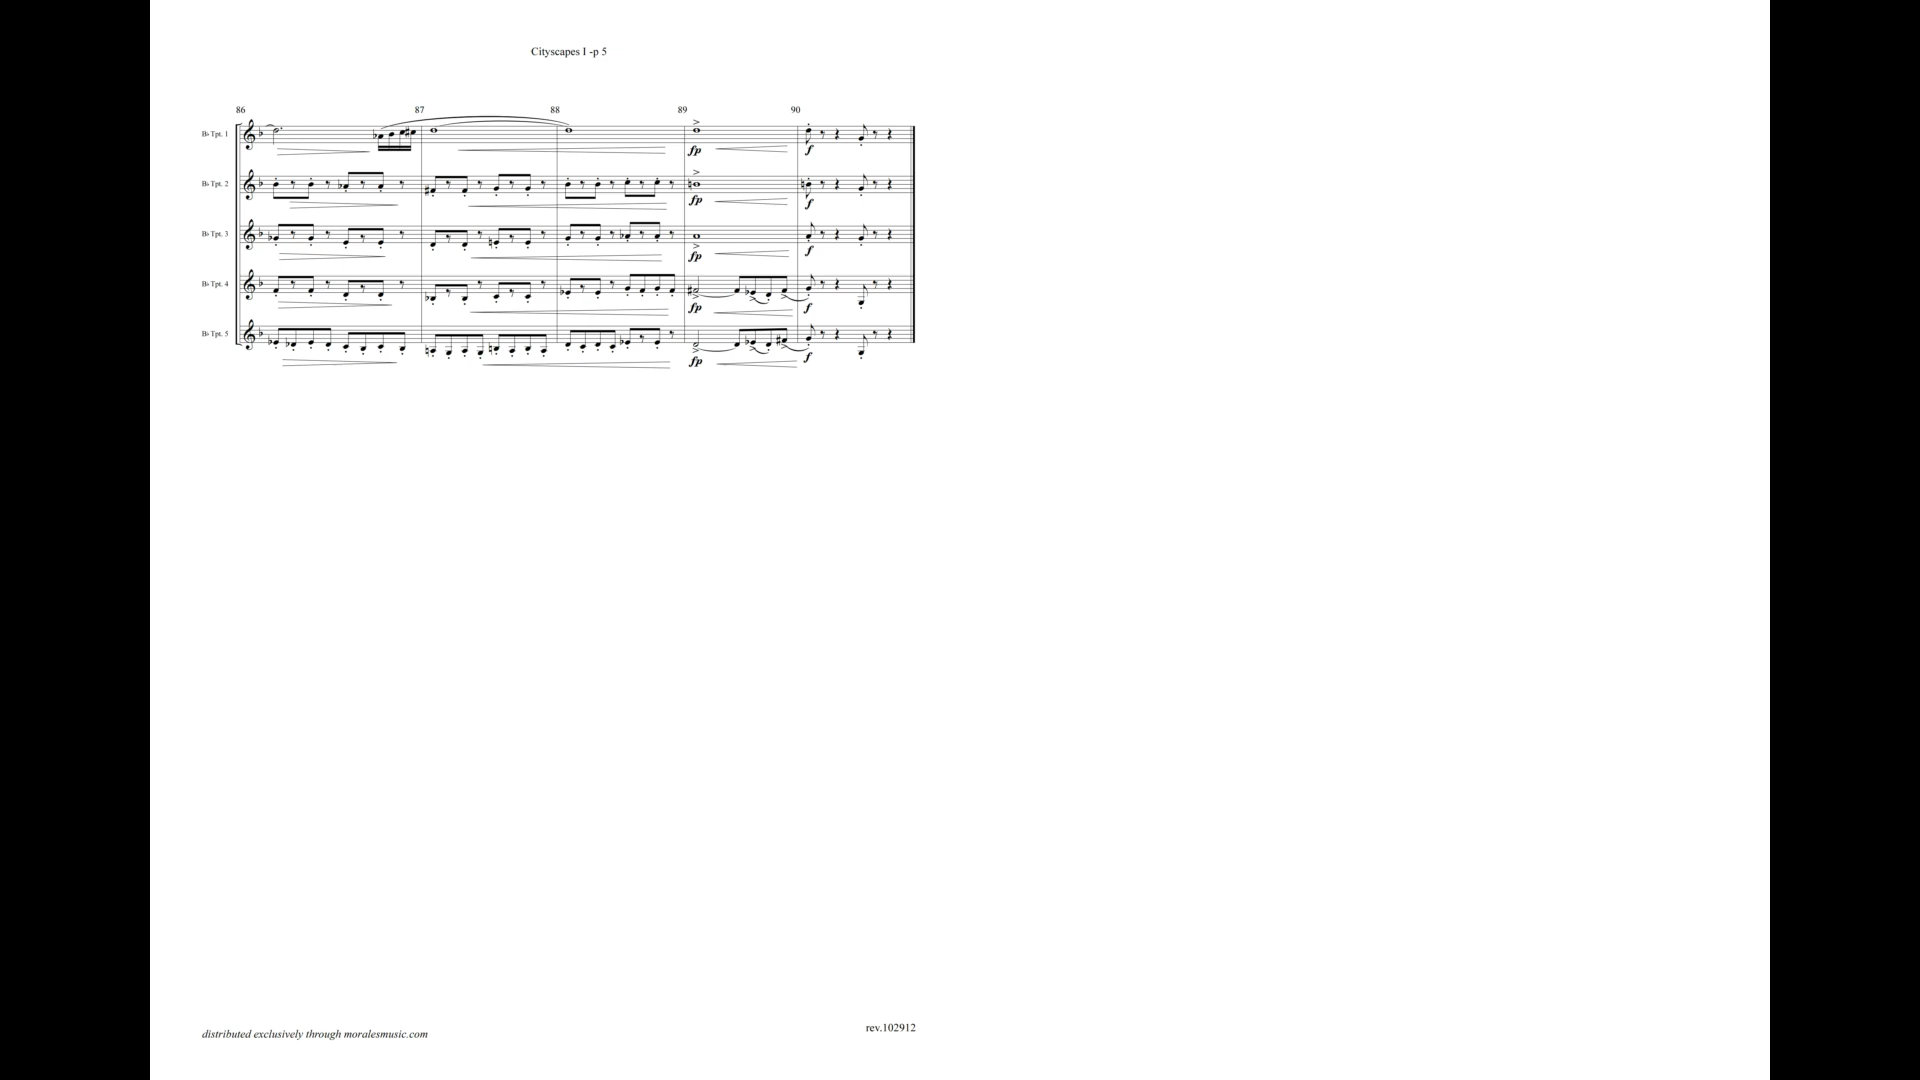 Cityscapes I -p 5
86 87 88 89 90
B♭ Tpt. 1
fp f
B♭ Tpt. 2
fp f
B♭ Tpt. 3
fp f
B♭ Tpt. 4
fp f
B♭ Tpt. 5
fp f
rev.102912
distributed exclusively through moralesmusic.com